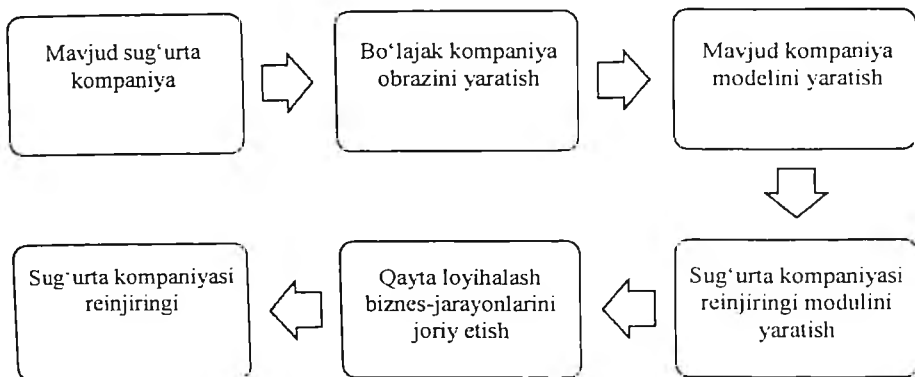 Mavjud sug‘urta
kompaniya
Bo‘lajak kompaniya
obrazini yaratish
Mavjud kompaniya
modelini yaratish
Sug‘urta kompaniyasi
reinjiringi modulini
yaratish
Qayta loyihalash
biznes-jarayonlarini
joriy etish
Sug‘urta kompaniyasi
reinjiringi